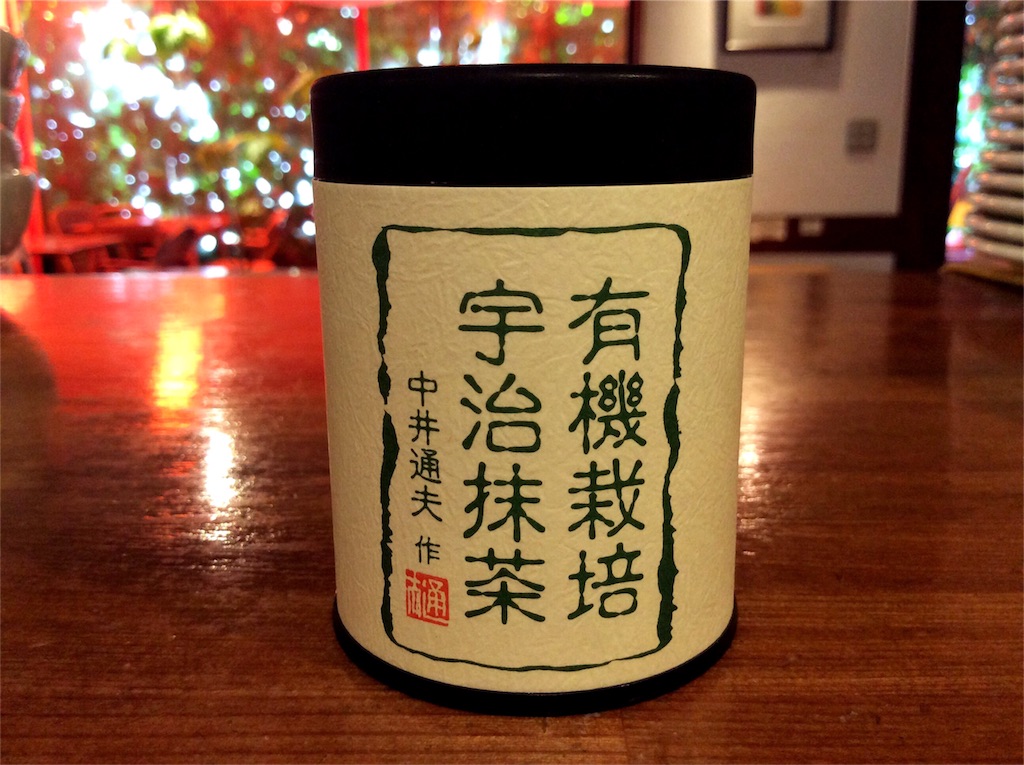 有機栽培
宇治抹茶
中井通夫 作